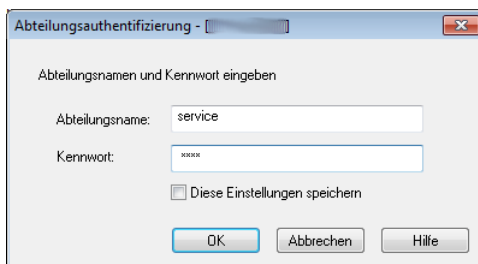 Abteilungsauthentifizierung - [ ]
Abteilungsnamen und Kennwort eingeben
Abteilungsname: service
Kennwort: ****
Diese Einstellungen speichern
OK Abbrechen Hilfe